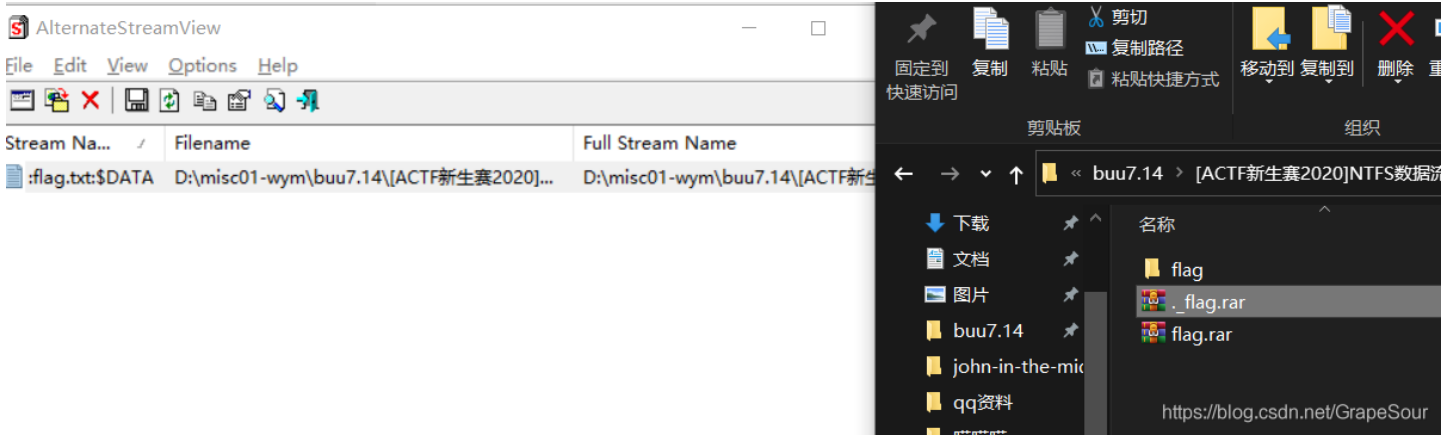 AlternateStreamView
File Edit View Options Help
Stream Na... Filename Full Stream Name
:flag.txt:$DATA D:\misc01-wym\buu7.14\[ACTF新生赛2020]... D:\misc01-wym\buu7.14\[ACTF新生
固定到
快速访问
复制
粘贴
剪切
复制路径
粘贴快捷方式
移动到
复制到
删除
剪贴板
组织
« buu7.14 > [ACTF新生赛2020]NTFS数据流
下载
文档
图片
buu7.14
john-in-the-mid
qq资料
名称
flag
._flag.rar
flag.rar
https://blog.csdn.net/GrapeSour